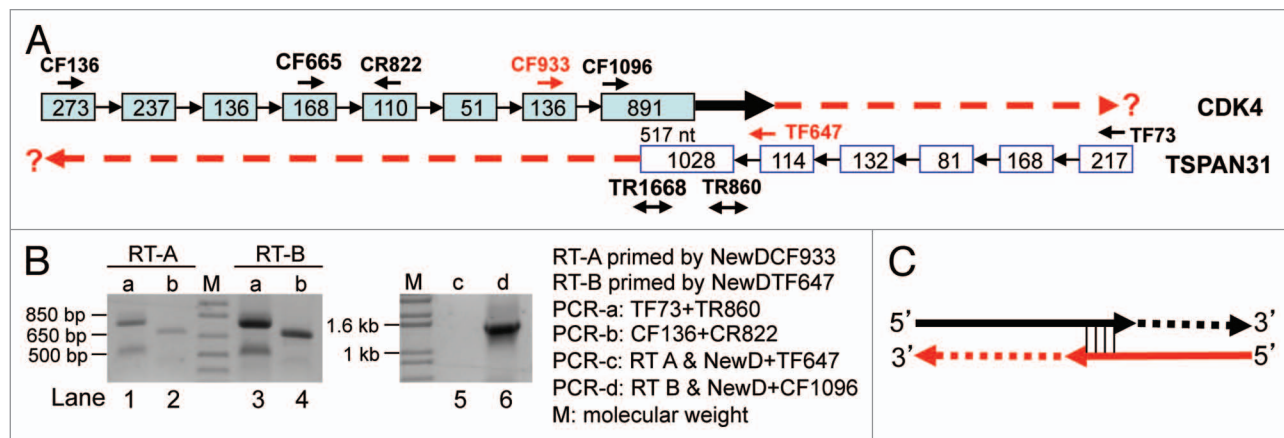 A
CF136 CF665 CR822 CF933 CF1096
273 237 136 168 110 51 136 891 ? CDK4
517 nt TF647 TF73
? 1028 114 132 81 168 217 TSPAN31
TR1668 TR860
B
RT-A RT-B
a b M a b M c d
850 bp
650 bp
500 bp
1.6 kb
1 kb
Lane 1 2 3 4 5 6
RT-A primed by NewDCF933
RT-B primed by NewDTF647
PCR-a: TF73+TR860
PCR-b: CF136+CR822
PCR-c: RT A & NewD+TF647
PCR-d: RT B & NewD+CF1096
M: molecular weight
C
5' 3'
3' 5'